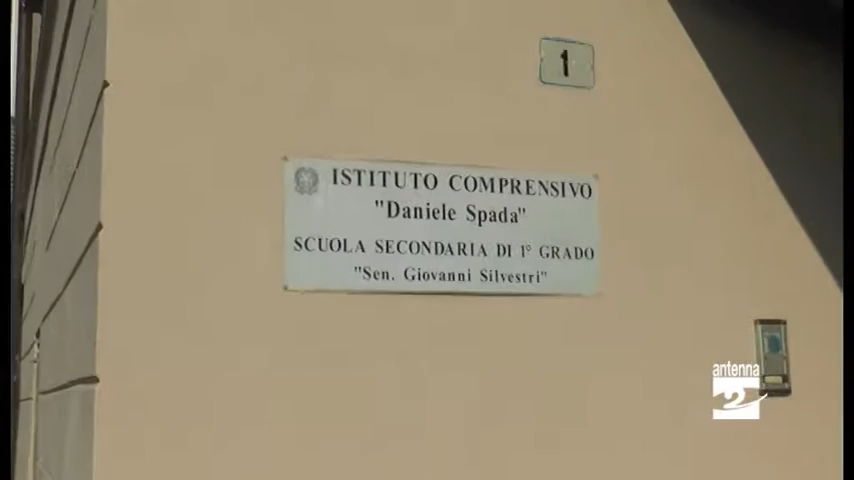 1
ISTITUTO COMPRENSIVO
"Daniele Spada"
SCUOLA SECONDARIA DI 1° GRADO
"Sen. Giovanni Silvestri"
antenna
2